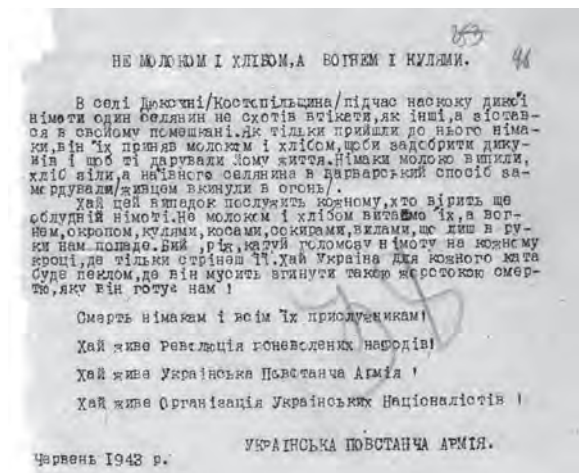 НЕ МОЛОКОМ І ХЛІБОМ,А ВОГНЕМ І КУЛЯМИ.
В селі Дюксині/Костопільщина/підчас наскоку дикої
німоти один селянин не схотів втікати,як інші,а зістав-
ся в свойому помешкані.Як тільки прийшли до нього німа-
ки,він їх приняв молоком і хлібом,щоби задобрити дику-
нів і щоб ті дарували йому життя.Німаки молоко випили,
хліб зіли,а наївного селянина в варварський спосіб за-
мордували/живцем вкинули в огонь/.
Хай цей випадок послужить кожному,хто вірить ще
облудній німоті.Не молоком і хлібом витаймо їх,а вог-
нем,окропом,кулями,косами,сокирами,вилами,що лиш в ру-
ки нам попаде.Бий ,ріж,катуй голомозу німоту на кожному
кроці,де тільки стрінеш її.Хай Україна для кожного ката
буде пеклом,де він мусить згинути такою жорстокою смер-
тю,яку він готує нам !
Смерть німакам і всім їх прислужникам!
Хай живе Революція поневолених народів!
Хай живе Українська Повстанча Армія !
Хай живе Організація Українських Націоналістів !
УКРАЇНСЬКА ПОВСТАНЧА АРМІЯ.
Червень 1943 р.